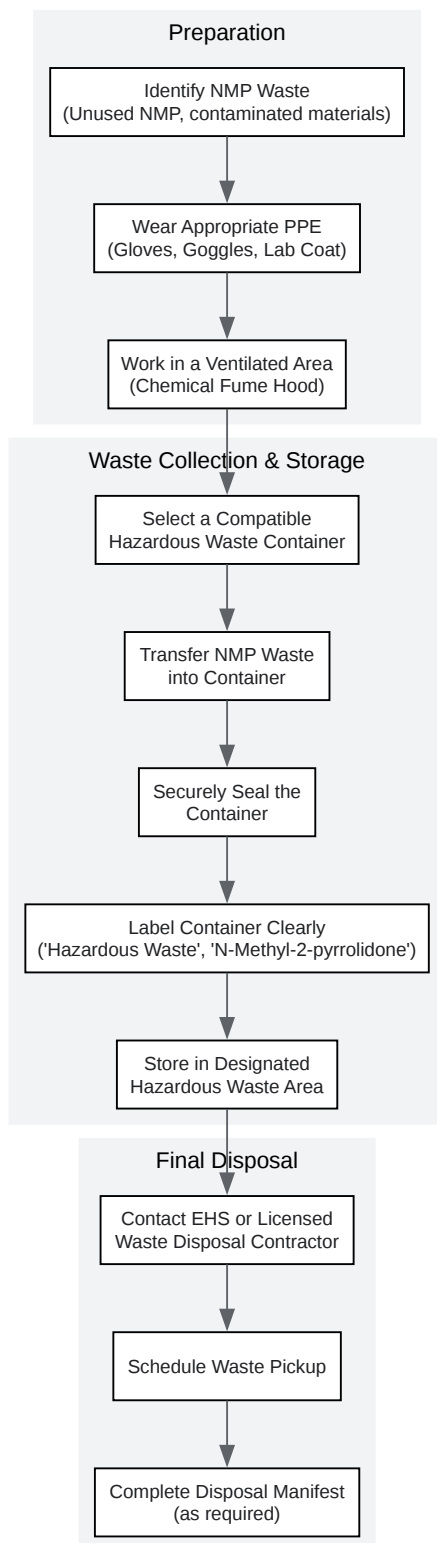 Preparation
Identify NMP Waste
(Unused NMP, contaminated materials)
Wear Appropriate PPE
(Gloves, Goggles, Lab Coat)
Work in a Ventilated Area
(Chemical Fume Hood)
Waste Collection & Storage
Select a Compatible
Hazardous Waste Container
Transfer NMP Waste
into Container
Securely Seal the
Container
Label Container Clearly
('Hazardous Waste', 'N-Methyl-2-pyrrolidone')
Store in Designated
Hazardous Waste Area
Final Disposal
Contact EHS or Licensed
Waste Disposal Contractor
Schedule Waste Pickup
Complete Disposal Manifest
(as required)